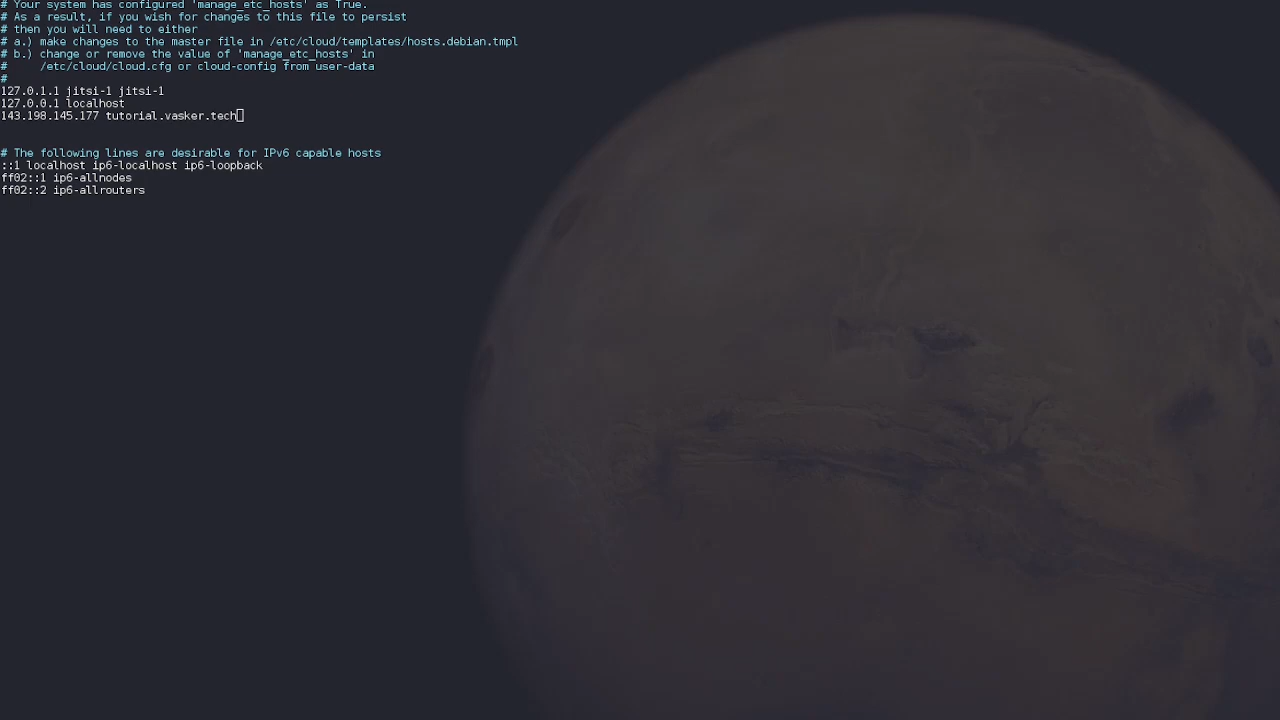 # Your system has configured 'manage_etc_hosts' as True.
# As a result, if you wish for changes to this file to persist
# then you will need to either
# a.) make changes to the master file in /etc/cloud/templates/hosts.debian.tmpl
# b.) change or remove the value of 'manage_etc_hosts' in
#     /etc/cloud/cloud.cfg or cloud-config from user-data
#
127.0.1.1 jitsi-1 jitsi-1
127.0.0.1 localhost
143.198.145.177 tutorial.vasker.tech
# The following lines are desirable for IPv6 capable hosts
::1 localhost ip6-localhost ip6-loopback
ff02::1 ip6-allnodes
ff02::2 ip6-allrouters